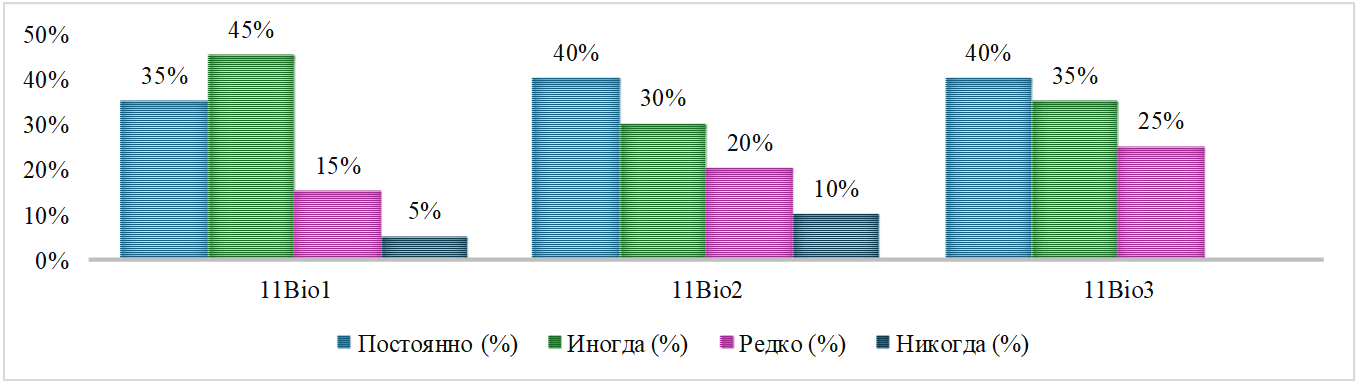 50%
40%
30%
20%
10%
0%
35%
45%
15%
5%
40%
30%
20%
10%
40%
35%
25%
11Bio1
11Bio2
11Bio3
Постоянно (%)
Иногда (%)
Редко (%)
Никогда (%)